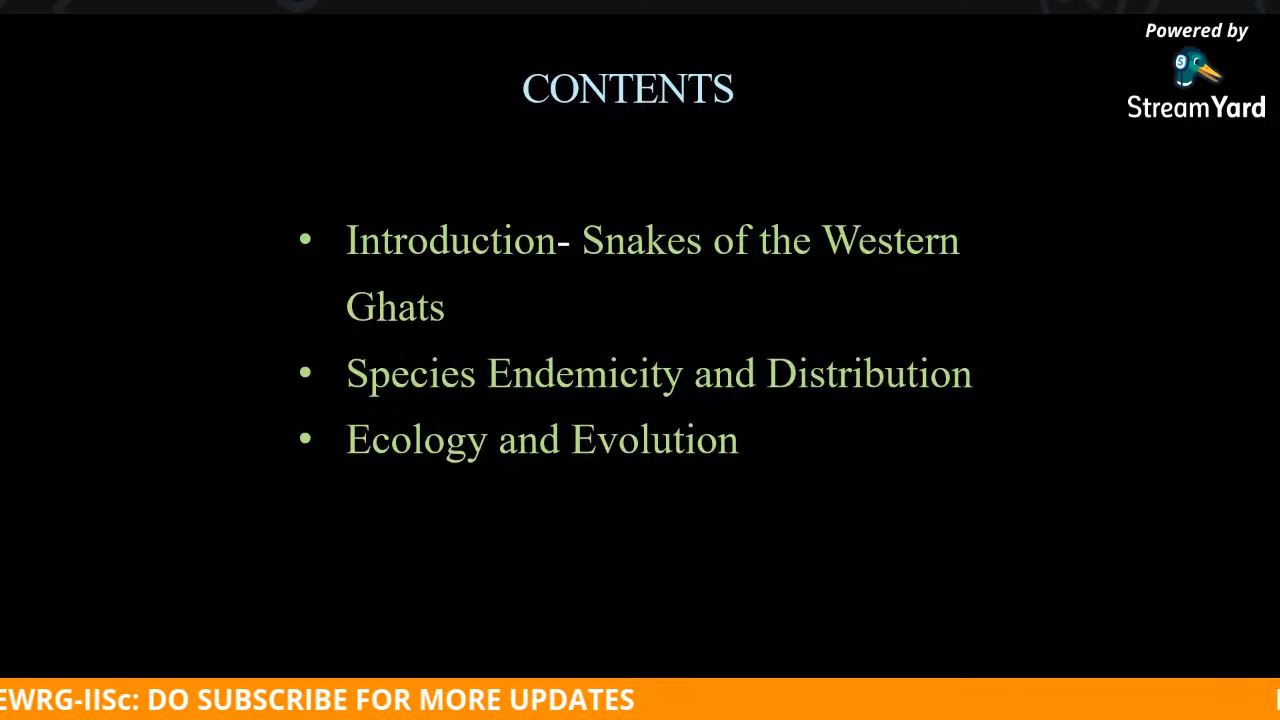 Powered by
StreamYard
CONTENTS
• Introduction- Snakes of the Western
Ghats
• Species Endemicity and Distribution
• Ecology and Evolution
EWRG-IISc: DO SUBSCRIBE FOR MORE UPDATES